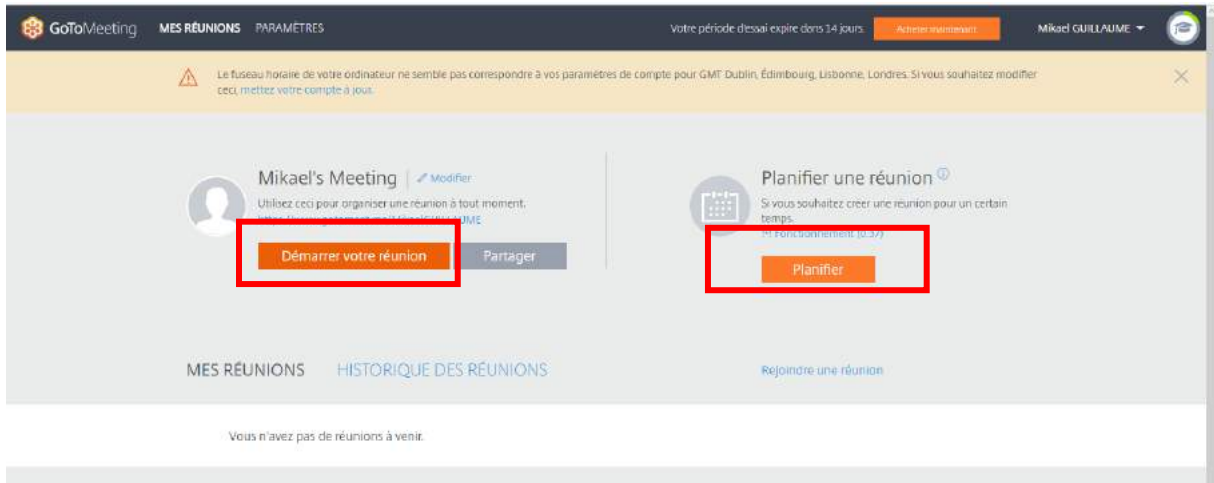 GoToMeeting MES RÉUNIONS PARAMÈTRES Votre période d'essai expire dans 14 jours. Acheter maintenant Mikael GUILLAUME
Le fuseau horaire de votre ordinateur ne semble pas correspondre à vos paramètres de compte pour GMT Dublin, Édimbourg, Lisbonne, Londres. Si vous souhaitez modifier
ceci, mettez votre compte à jour.
Mikael's Meeting | Modifier
Utilisez ceci pour organiser une réunion à tout moment.
Démarrer votre réunion Partager
Planifier une réunion
Si vous souhaitez créer une réunion pour un certain
temps.
Fonctionnement (0:37)
Planifier
MES RÉUNIONS HISTORIQUE DES RÉUNIONS Rejoindre une réunion
Vous n'avez pas de réunions à venir.